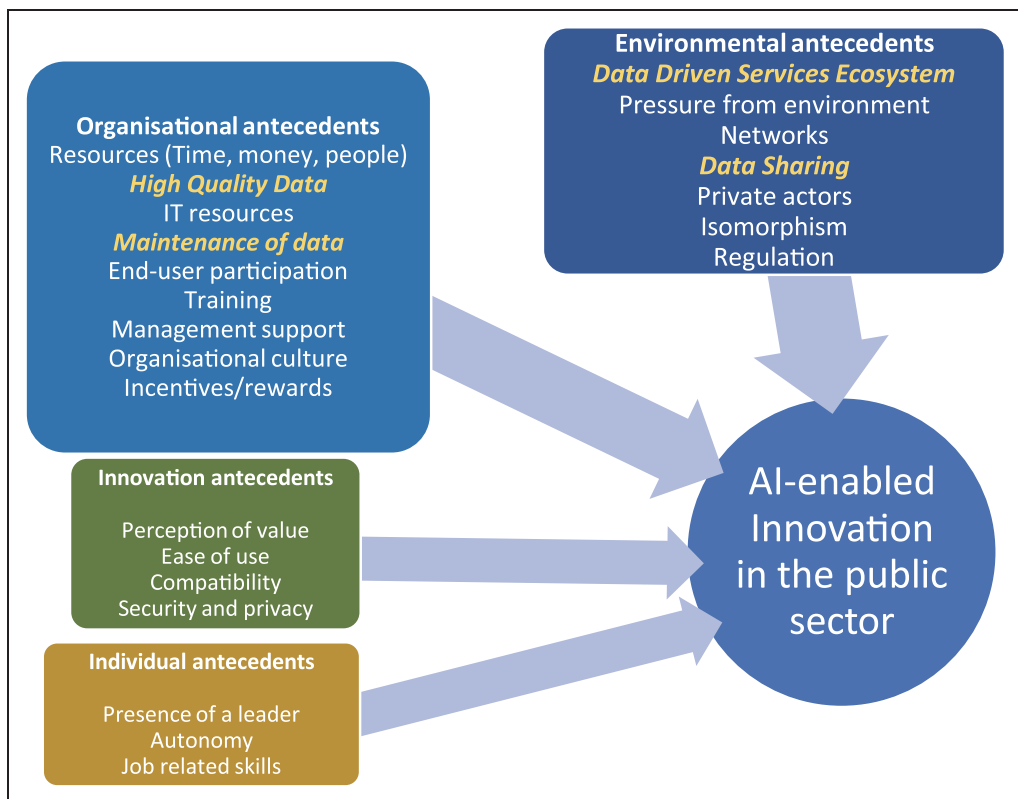 Organisational antecedents
Resources (Time, money, people)
High Quality Data
IT resources
Maintenance of data
End-user participation
Training
Management support
Organisational culture
Incentives/rewards
Environmental antecedents
Data Driven Services Ecosystem
Pressure from environment
Networks
Data Sharing
Private actors
Isomorphism
Regulation
Innovation antecedents
Perception of value
Ease of use
Compatibility
Security and privacy
Individual antecedents
Presence of a leader
Autonomy
Job related skills
AI-enabled
Innovation
in the public
sector